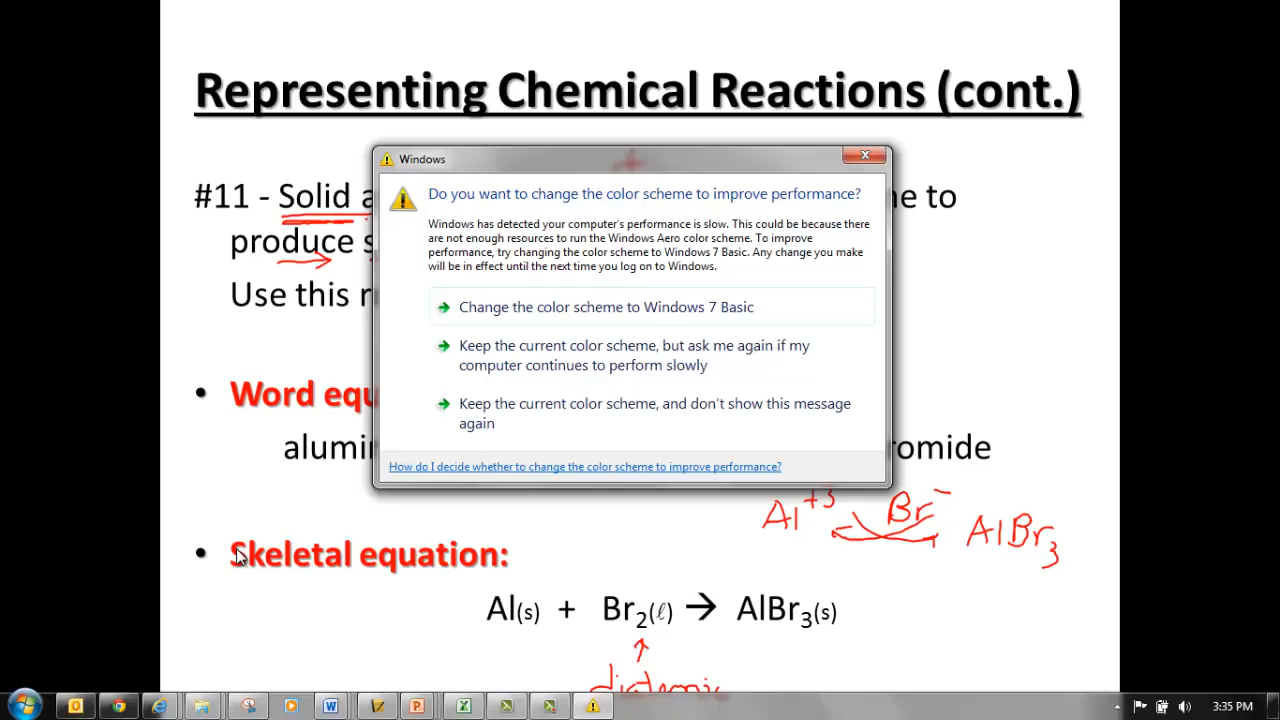 Representing Chemical Reactions (cont.)
Windows
#11 - Solid
ne to
produce s
Use this r
Do you want to change the color scheme to improve performance?
Windows has detected your computer's performance is slow. This could be because there
are not enough resources to run the Windows Aero color scheme. To improve
performance, try changing the color scheme to Windows 7 Basic. Any change you make
will be in effect until the next time you log on to Windows.
Change the color scheme to Windows 7 Basic
Keep the current color scheme, but ask me again if my
computer continues to perform slowly
Keep the current color scheme, and don't show this message
again
How do I decide whether to change the color scheme to improve performance?
• Word equ
alumi
romide
Al+3 Br− AlBr3
• Skeletal equation:
Al(s) + Br2(ℓ) → AlBr3(s)
diatomic
3:35 PM